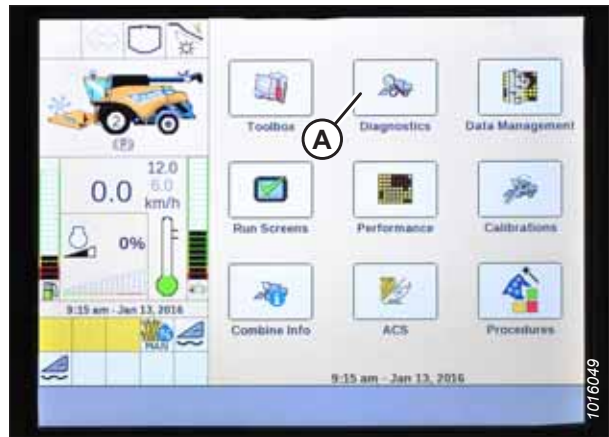 Toolbox
Diagnostics
Data Management
A
(P)
12.0
6.0
0.0
km/h
Run Screens
Performance
Calibrations
0%
9:15 am - Jan 13, 2016
Combine Info
ACS
Procedures
MAN
9:15 am - Jan 13, 2016
1016049